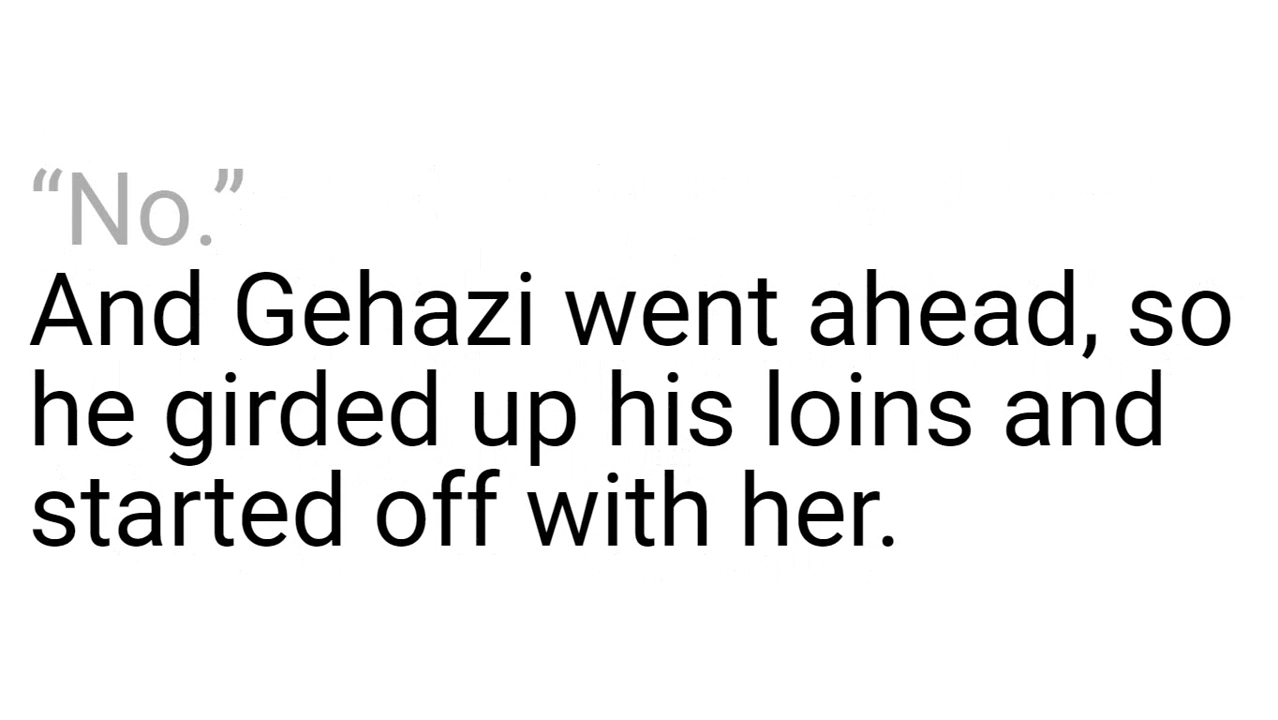 “No.”
And Gehazi went ahead, so
he girded up his loins and
started off with her.